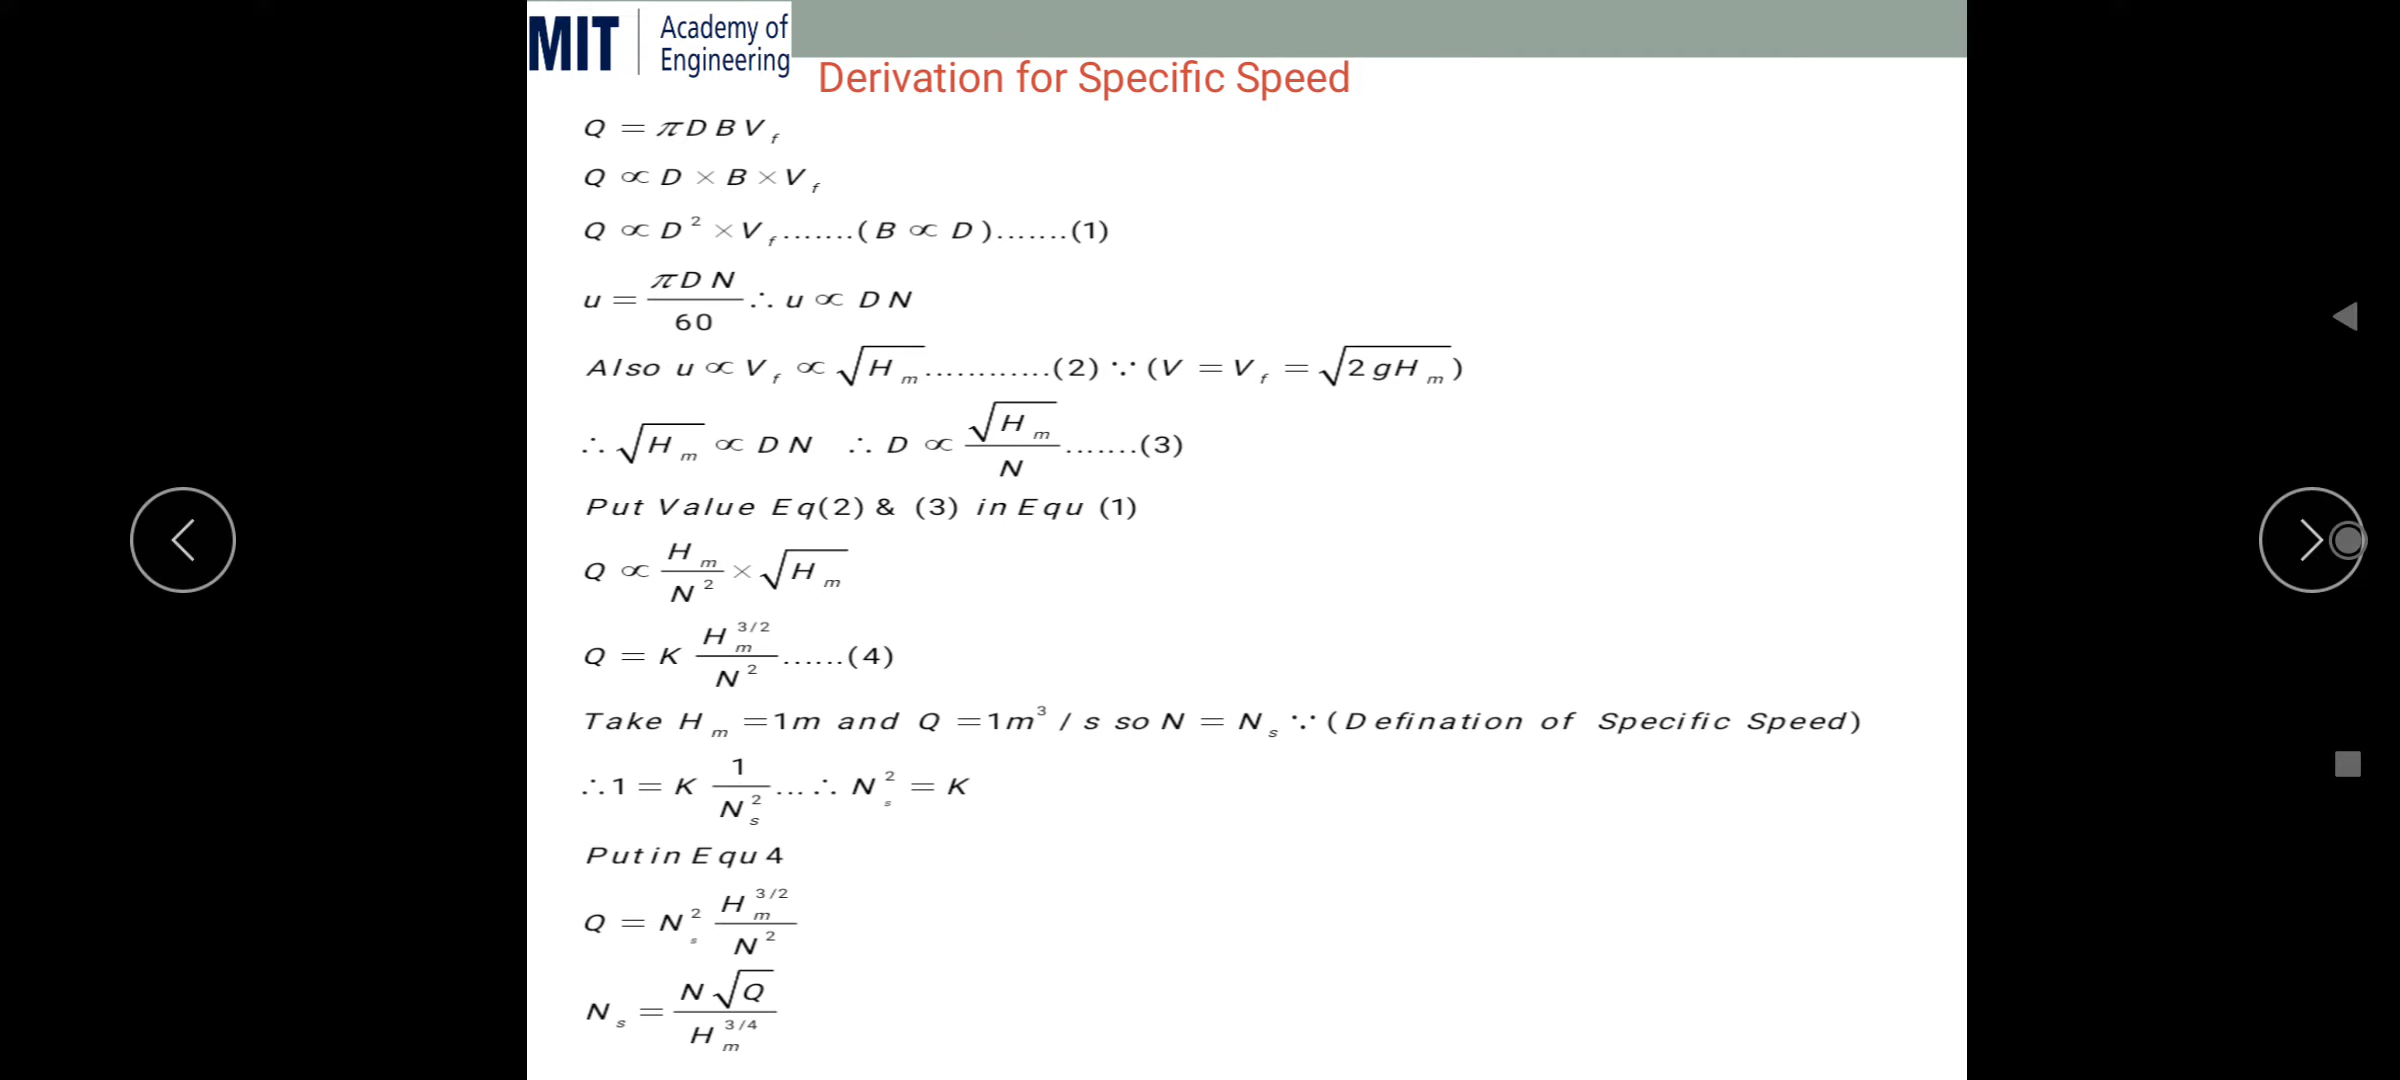 MIT Academy of Engineering
Derivation for Specific Speed
Q = πDBV_f
Q ∝ D × B × V_f
Q ∝ D² × V_f.......(B ∝ D).......(1)
u = πDN/60 ∴ u ∝ DN
Also u ∝ V_f ∝ √H_m............(2) ∵ (V = V_f = √2gH_m)
∴ √H_m ∝ DN ∴ D ∝ √H_m/N.......(3)
Put Value Eq(2) & (3) in Equ (1)
Q ∝ H_m/N² × √H_m
Q = K H_m^3/2/N²......(4)
Take H_m = 1m and Q = 1m³/s so N = N_s ∵ (Defination of Specific Speed)
∴ 1 = K 1/N_s²...∴ N_s² = K
Put in Equ 4
Q = N_s² H_m^3/2/N²
N_s = N√Q/H_m^3/4